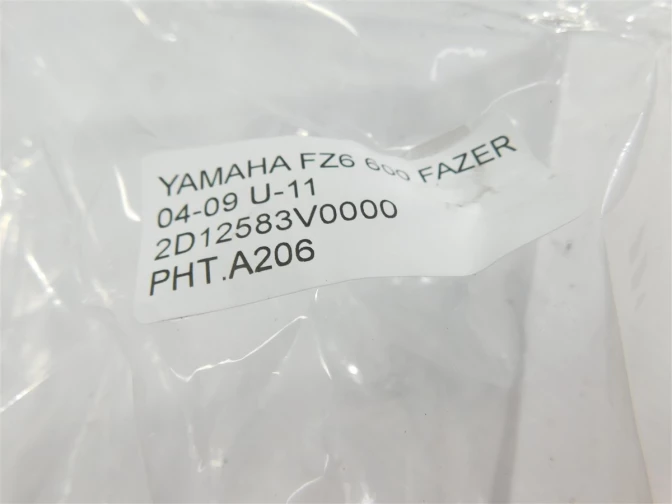 YAMAHA FZ6 600 FAZER
04-09 U-11
2D12583V0000
PHT.A206